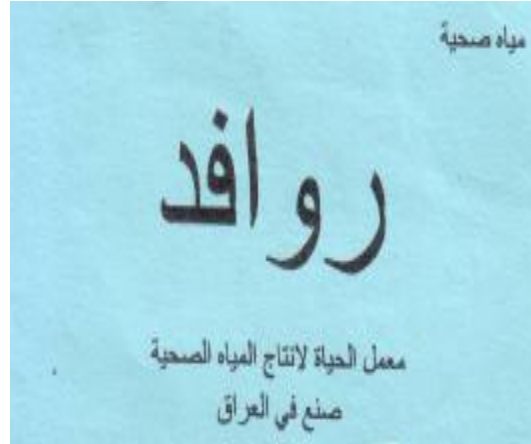 مياه صحية
روافد
معمل الحياة لانتاج المياه الصحية
صنع في العراق